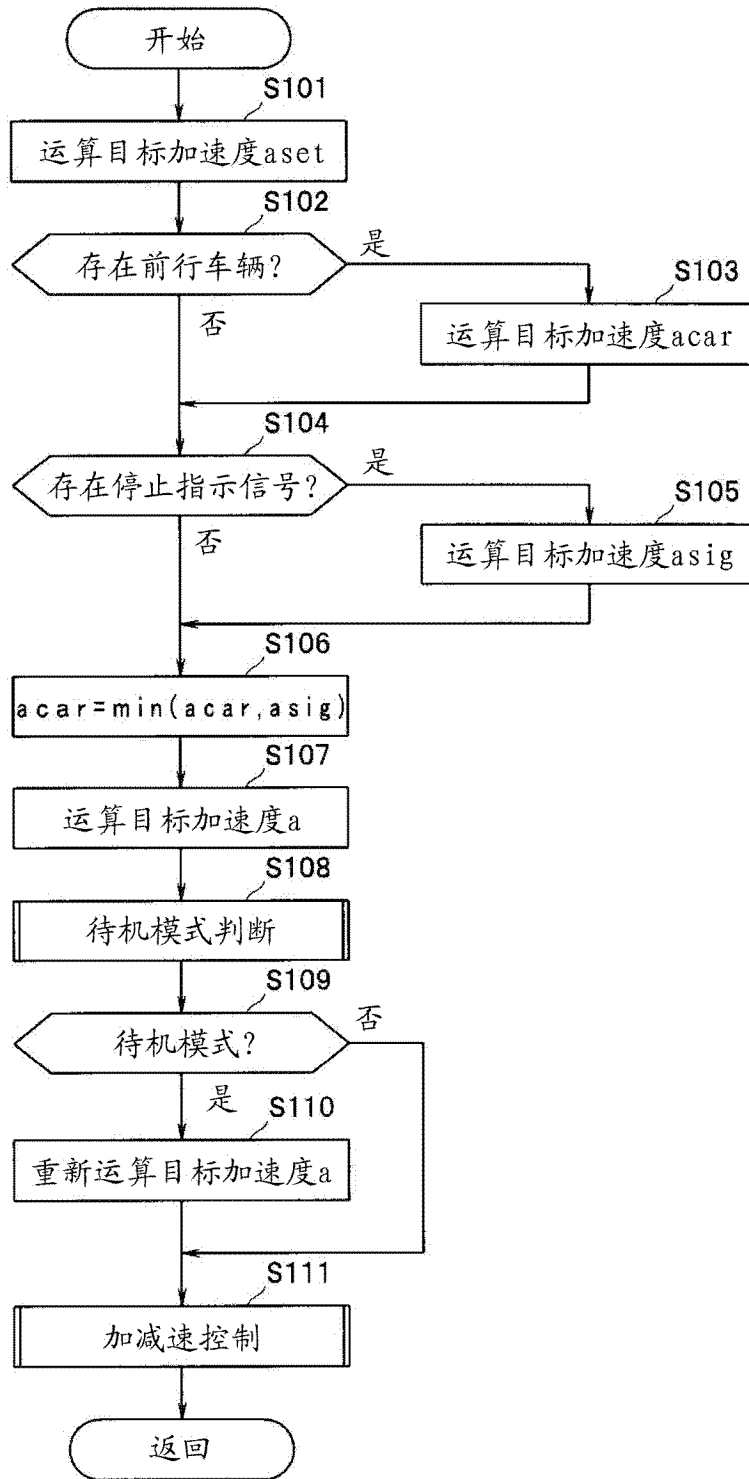 开始
S101
运算目标加速度aset
S102
存在前行车辆?
是
否
S103
运算目标加速度acar
S104
存在停止指示信号?
是
否
S105
运算目标加速度asig
S106
acar=min(acar,asig)
S107
运算目标加速度a
S108
待机模式判断
S109
待机模式?
否
是
S110
重新运算目标加速度a
S111
加减速控制
返回